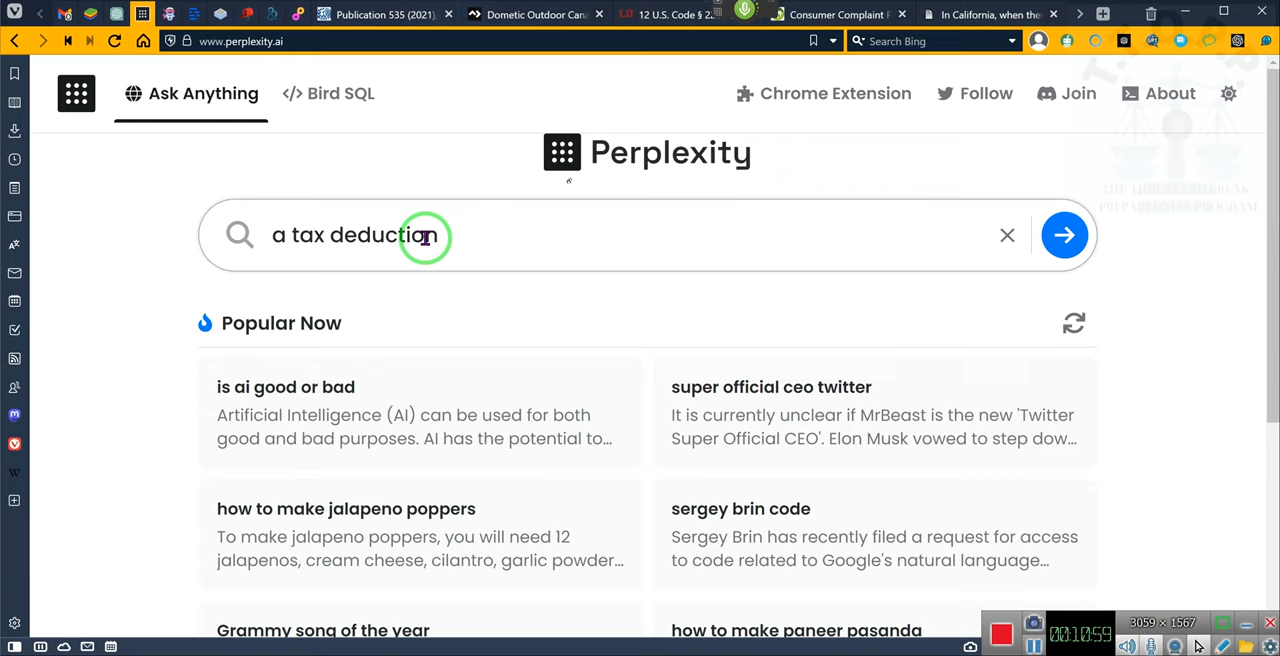 Publication 535 (2021),
Dometic Outdoor Can
12 U.S. Code § 2
Consumer Complaint F
In California, when the
www.perplexity.ai
Search Bing
Ask Anything
</> Bird SQL
Chrome Extension
Follow
Join
About
T.T.O.P.P.
THE THREE
BREAK
PREPAREDNESS PROGRAM
Perplexity
a tax deduction
Popular Now
is ai good or bad
Artificial Intelligence (AI) can be used for both
good and bad purposes. AI has the potential to...
super official ceo twitter
It is currently unclear if MrBeast is the new 'Twitter
Super Official CEO'. Elon Musk vowed to step dow...
how to make jalapeno poppers
To make jalapeno poppers, you will need 12
jalapenos, cream cheese, cilantro, garlic powder...
sergey brin code
Sergey Brin has recently filed a request for access
to code related to Google's natural language...
Grammy song of the year
how to make paneer pasanda
00:10:59
3059 × 1567